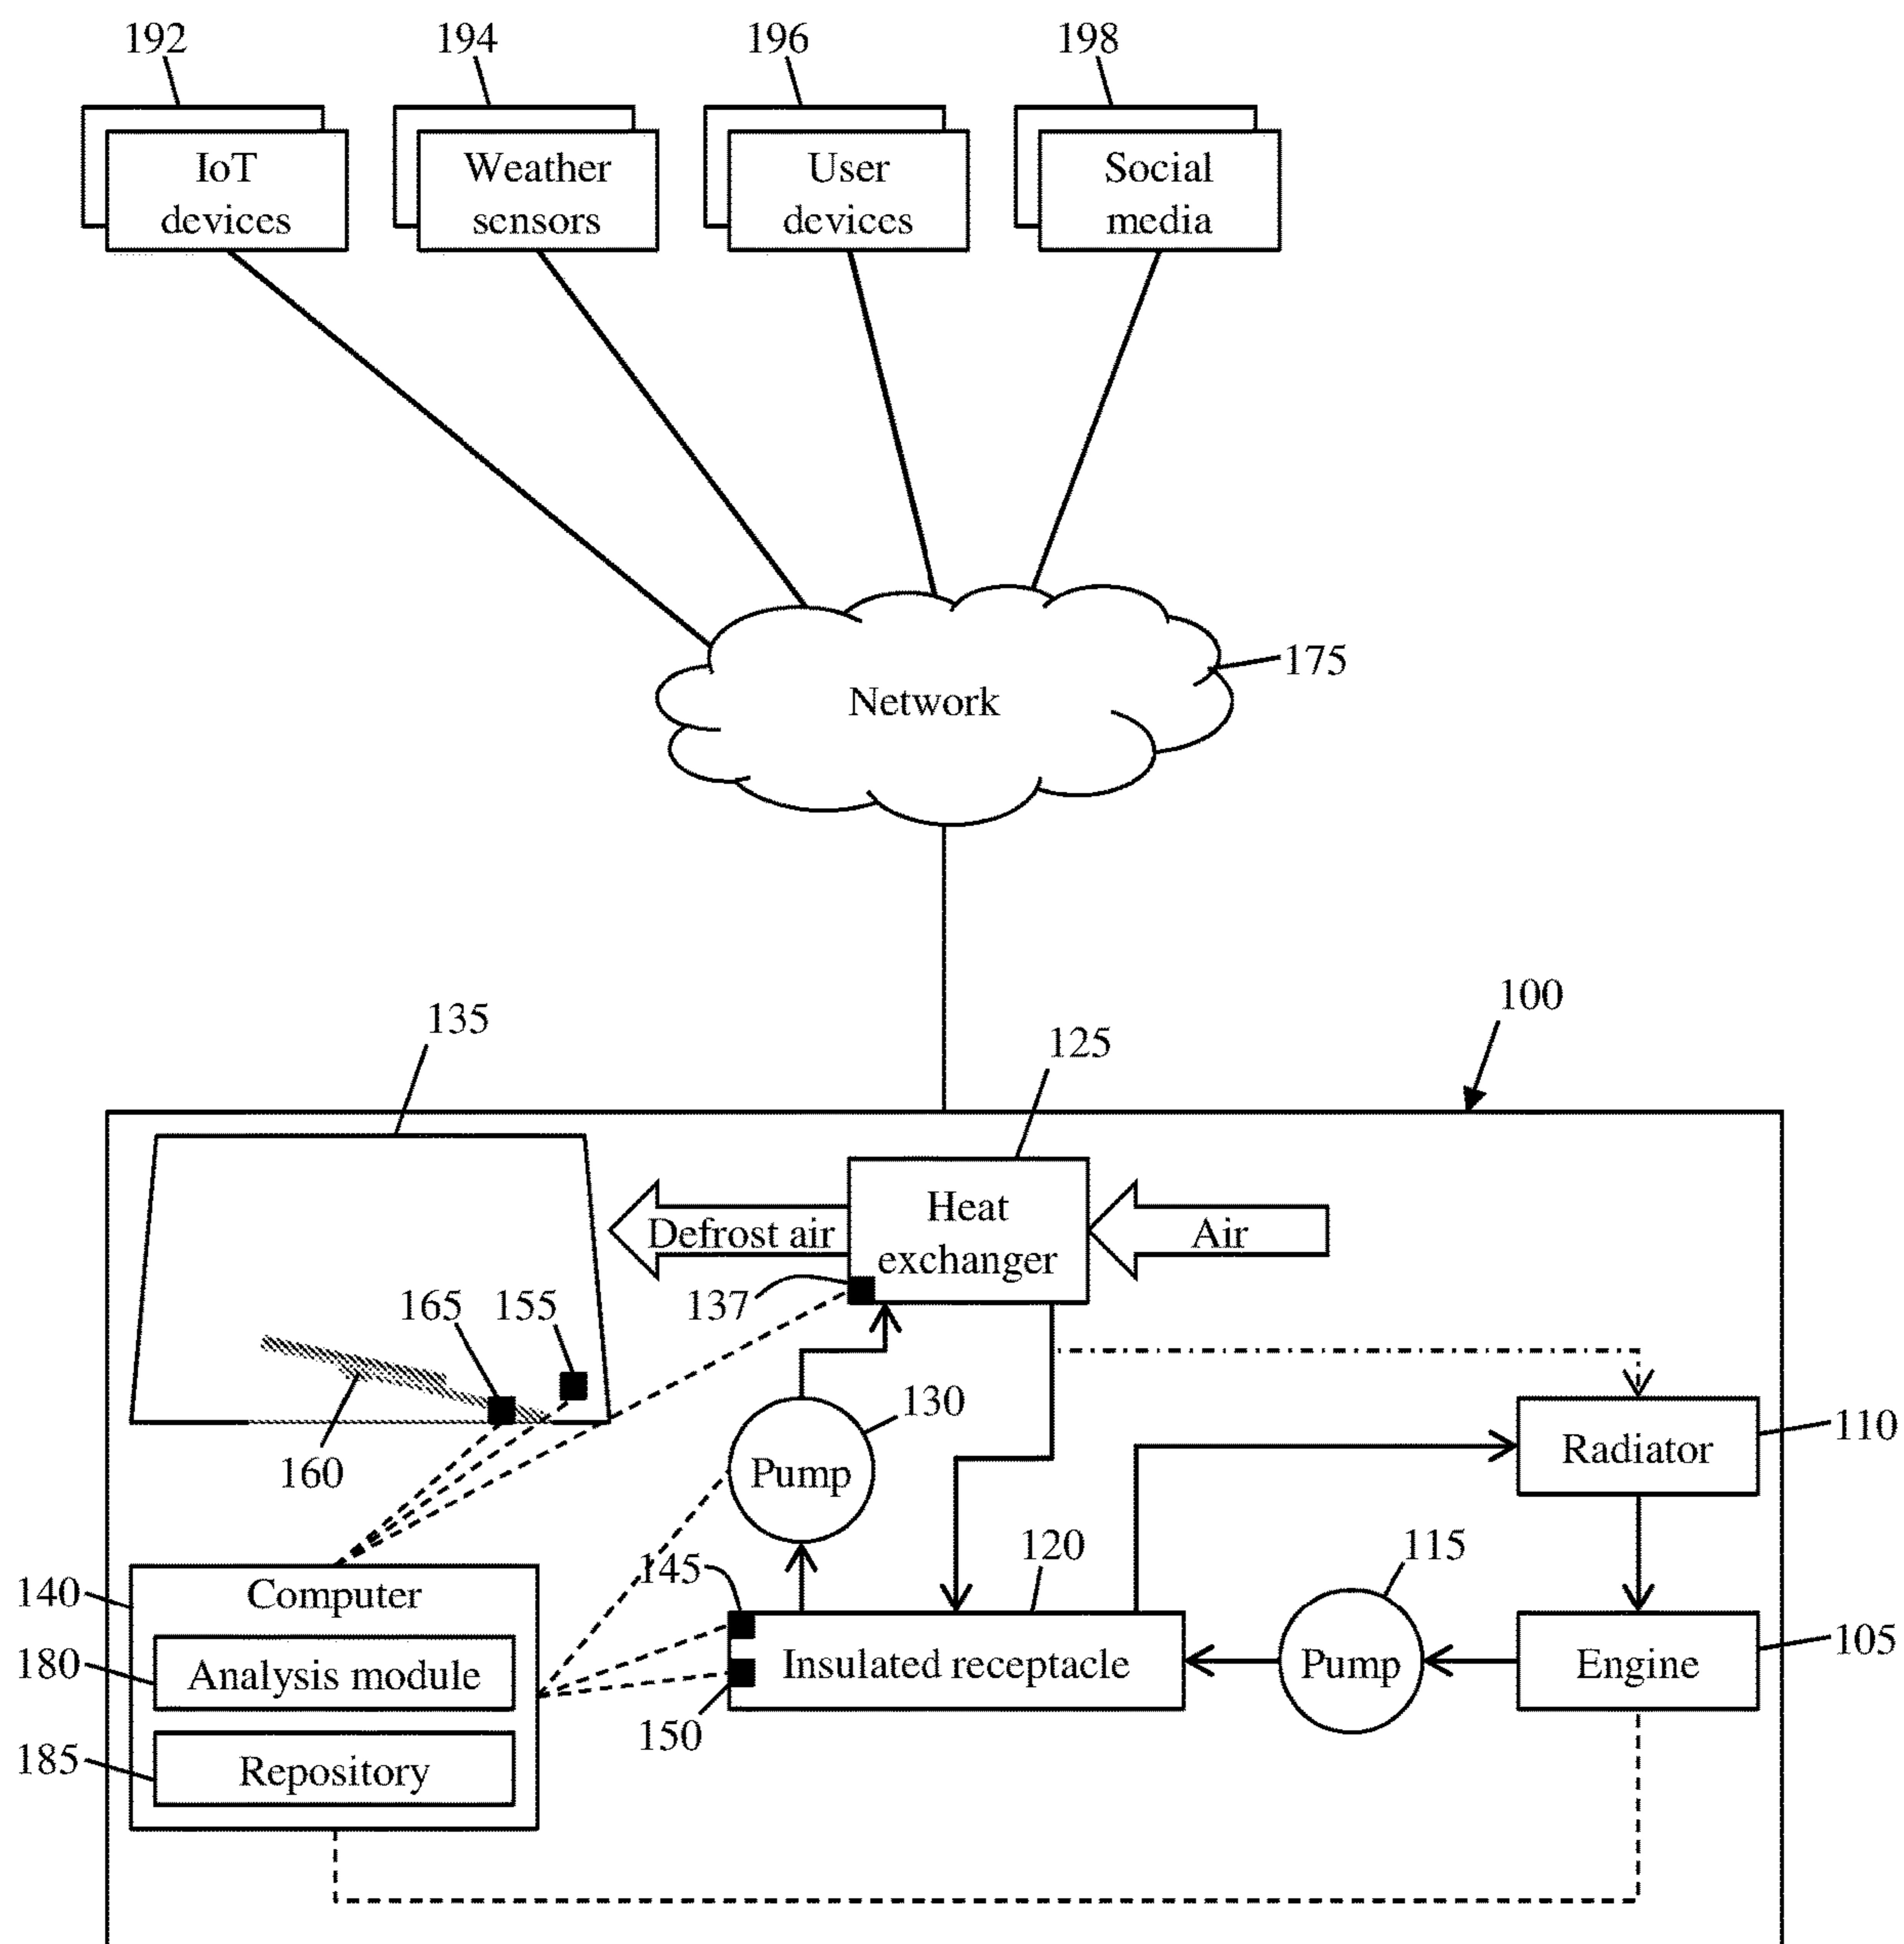 192
194
196
198
IoT
devices
Weather
sensors
User
devices
Social
media
175
Network
100
135
125
Heat
exchanger
Defrost air
Air
137
165
155
130
160
Pump
110
Radiator
145
120
115
140
Computer
180
Analysis module
Insulated receptacle
Pump
Engine
105
150
185
Repository